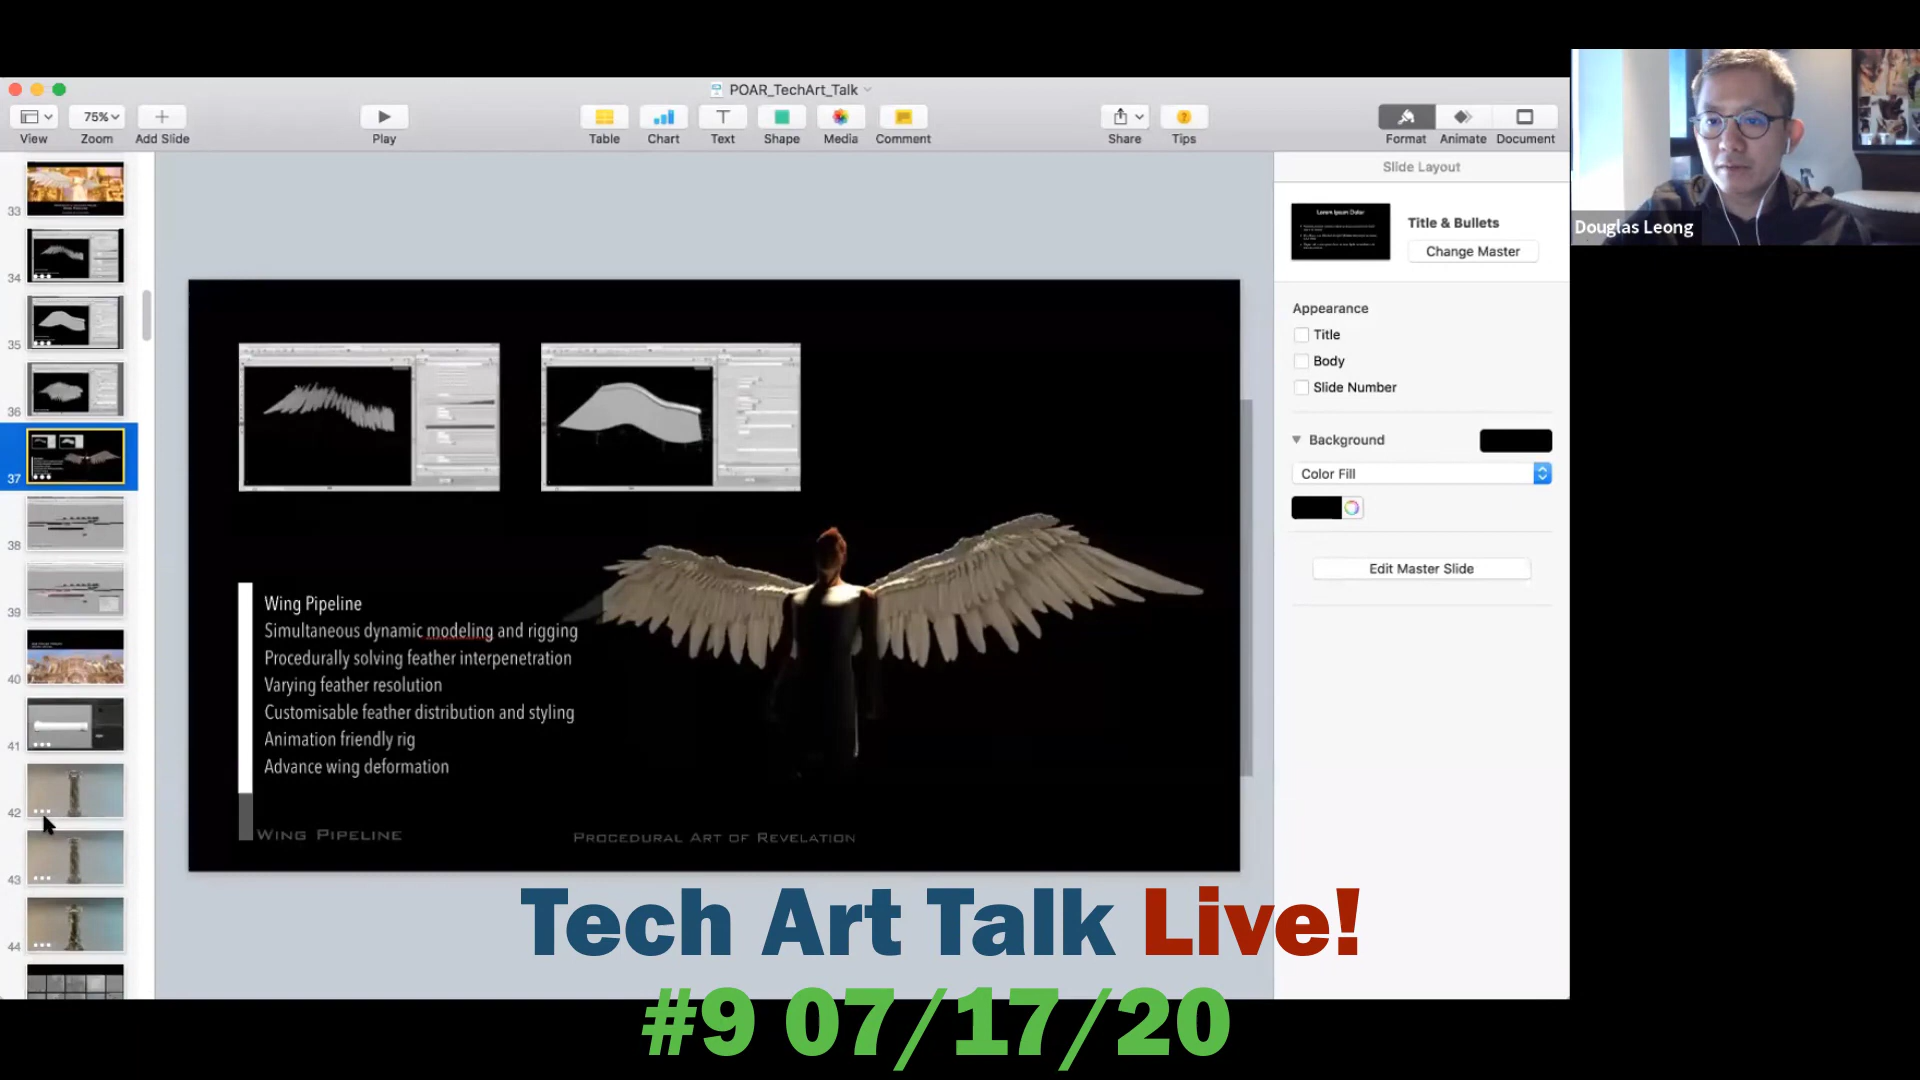 POAR_TechArt_Talk
75%
View
Zoom
Add Slide
Play
Table
Chart
Text
Shape
Media
Comment
Share
Tips
Format
Animate
Document
Slide Layout
Title & Bullets
Change Master
Appearance
Title
Body
Slide Number
Background
Color Fill
Edit Master Slide
33
34
35
36
37
38
39
40
41
42
43
44
Wing Pipeline
Simultaneous dynamic modeling and rigging
Procedurally solving feather interpenetration
Varying feather resolution
Customisable feather distribution and styling
Animation friendly rig
Advance wing deformation
Wing Pipeline
Procedural Art of Revelation
Douglas Leong
Tech Art Talk Live!
#9 07/17/20